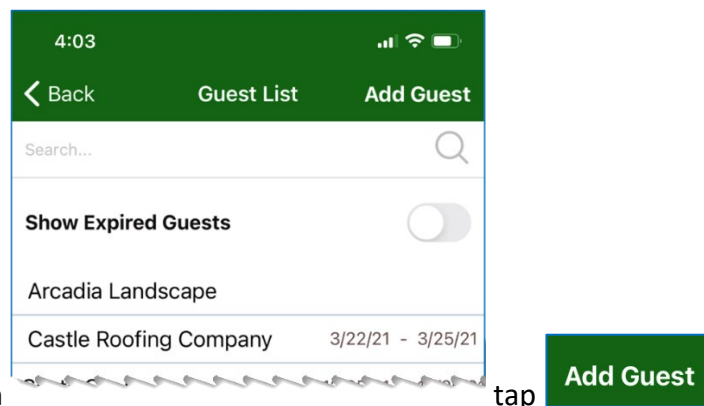 4:03
Back Guest List Add Guest
Search...
Show Expired Guests
Arcadia Landscape
Castle Roofing Company 3/22/21 - 3/25/21
tap Add Guest